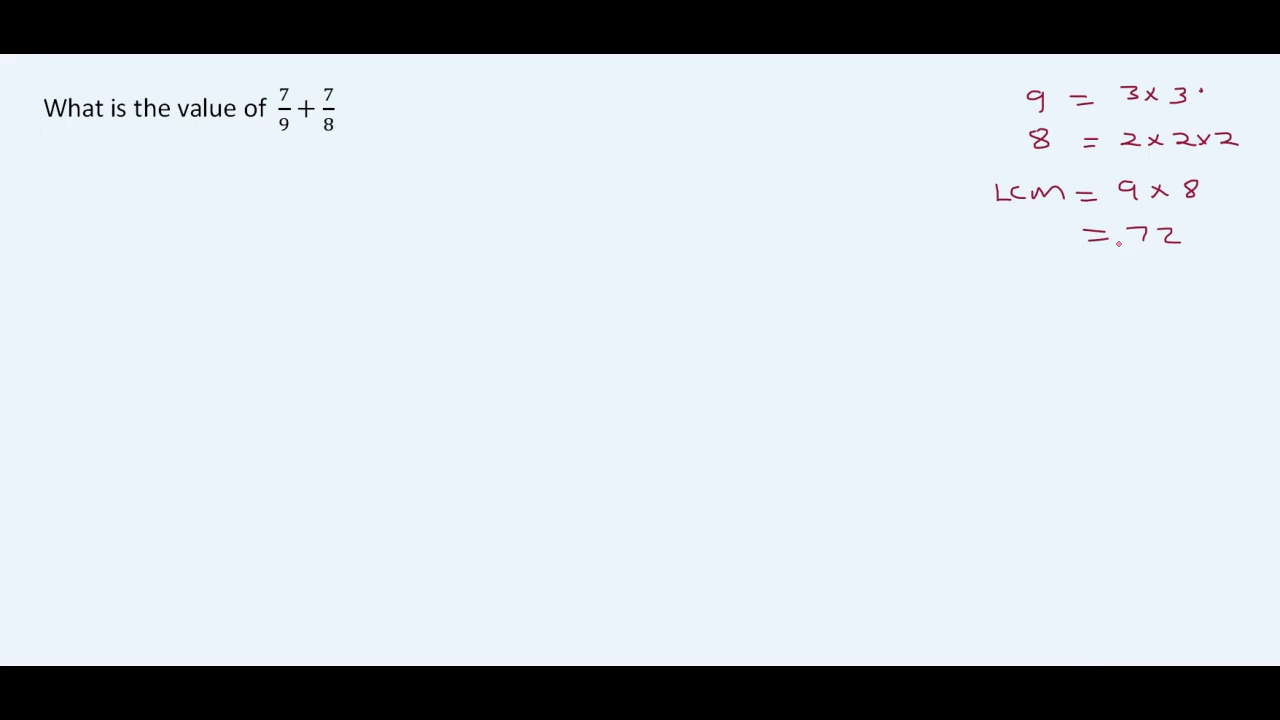 What is the value of 7/9 + 7/8
9 = 3 x 3
8 = 2 x 2 x 2
LCM = 9 x 8
= 72